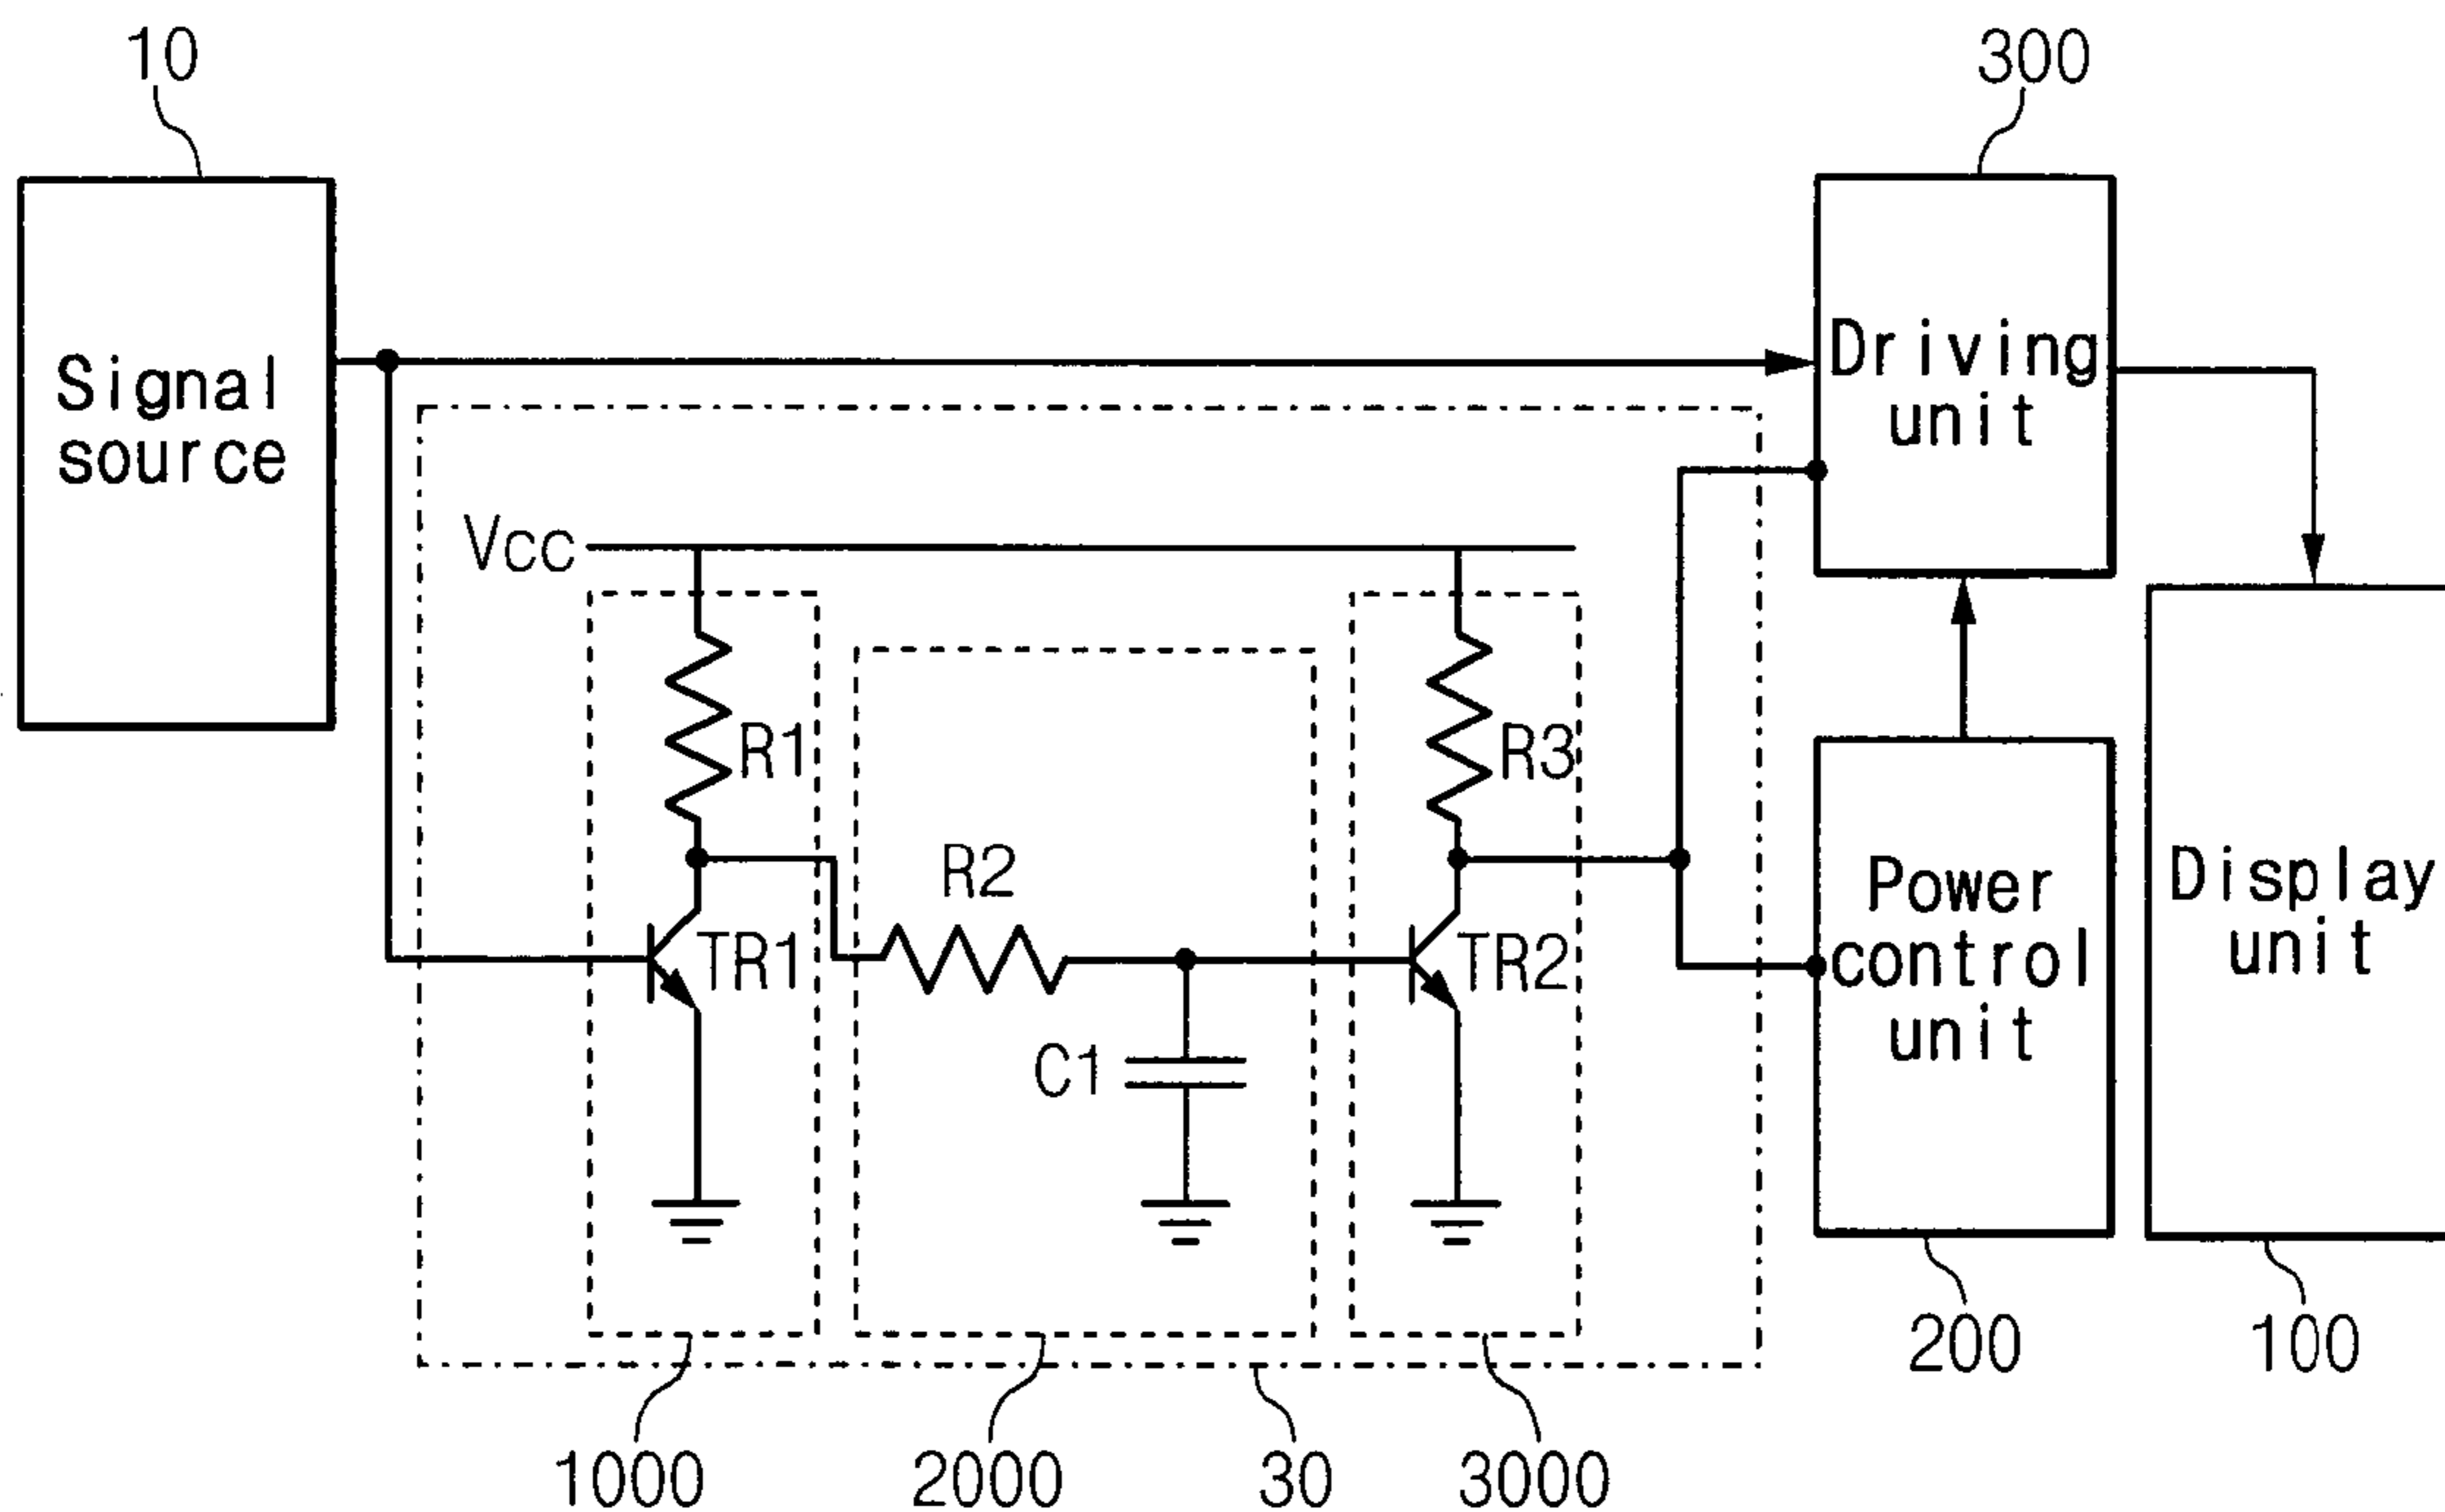 10
300
Signal
source
Driving
unit
Vcc
R1
R3
R2
TR1
TR2
C1
Power
control
unit
Display
unit
200
100
1000
2000
30
3000